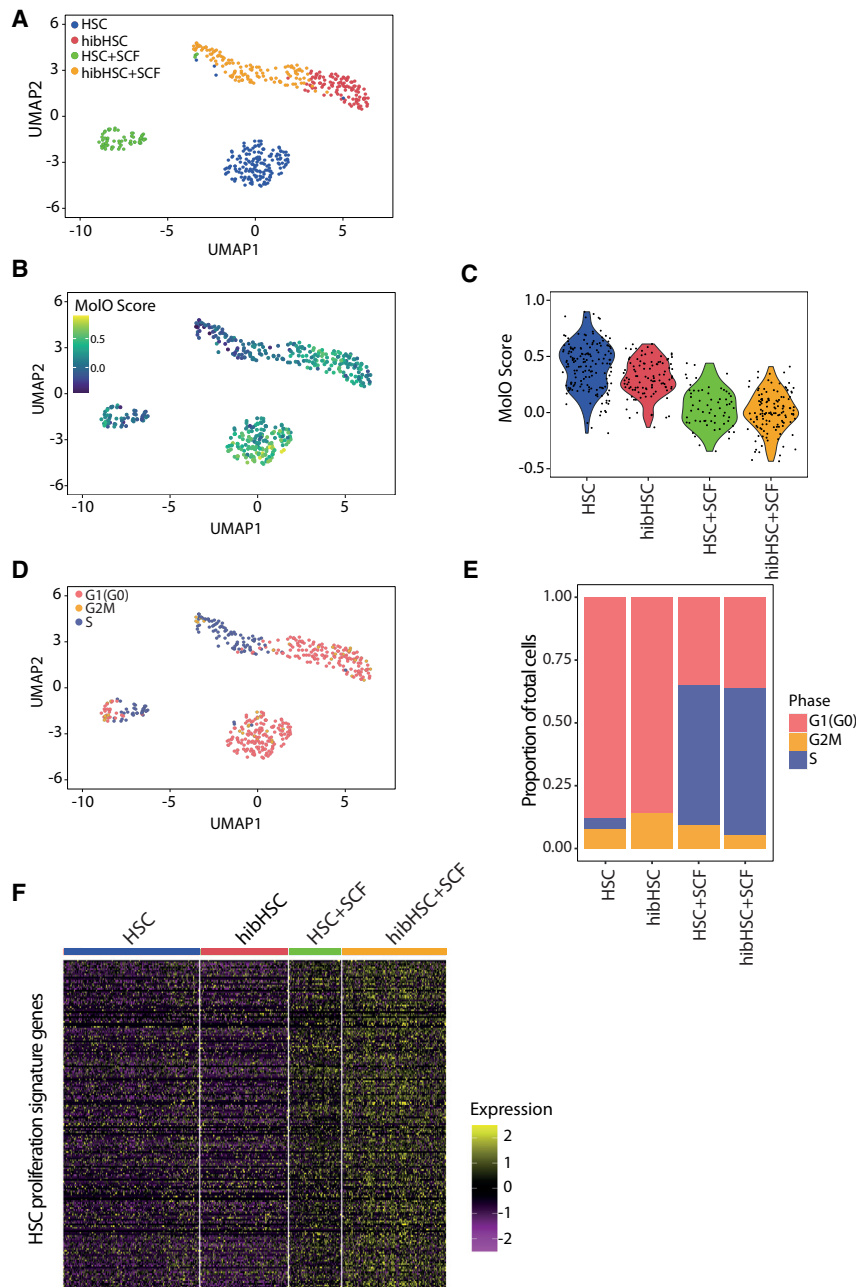 A
HSC
hibHSC
HSC+SCF
hibHSC+SCF
6
3
0
-3
-6
UMAP2
-10
-5
0
5
UMAP1
B
MolO Score
0.5
0.0
6
3
0
-3
-6
UMAP2
-10
-5
0
5
UMAP1
C
1.0
0.5
0.0
-0.5
MolO Score
HSC
hibHSC
HSC+SCF
hibHSC+SCF
D
G1(G0)
G2M
S
6
3
0
-3
-6
UMAP2
-10
-5
0
5
UMAP1
E
1.00
0.75
0.50
0.25
0.00
Proportion of total cells
HSC
hibHSC
HSC+SCF
hibHSC+SCF
Phase
G1(G0)
G2M
S
F
HSC
hibHSC
HSC+SCF
hibHSC+SCF
HSC proliferation signature genes
Expression
2
1
0
-1
-2